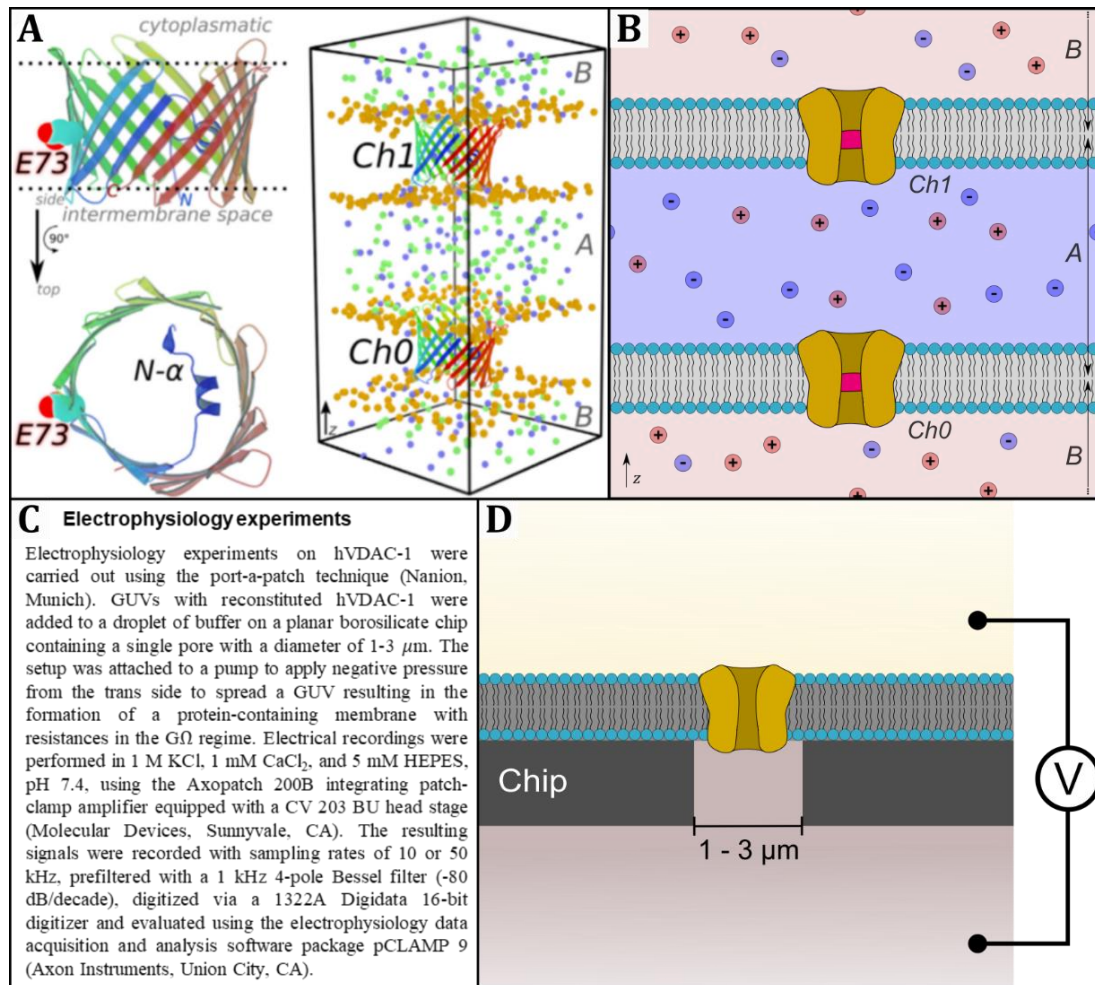 A
cytoplasmatic
E73
C
N
side
intermembrane space
90°
top
N-α
E73
B
Ch1
A
Ch0
B
z
B
B
Ch1
A
Ch0
B
z
C Electrophysiology experiments
Electrophysiology experiments on hVDAC-1 were
carried out using the port-a-patch technique (Nanion,
Munich). GUVs with reconstituted hVDAC-1 were
added to a droplet of buffer on a planar borosilicate chip
containing a single pore with a diameter of 1-3 μm. The
setup was attached to a pump to apply negative pressure
from the trans side to spread a GUV resulting in the
formation of a protein-containing membrane with
resistances in the GΩ regime. Electrical recordings were
performed in 1 M KCl, 1 mM CaCl₂, and 5 mM HEPES,
pH 7.4, using the Axopatch 200B integrating patch-
clamp amplifier equipped with a CV 203 BU head stage
(Molecular Devices, Sunnyvale, CA). The resulting
signals were recorded with sampling rates of 10 or 50
kHz, prefiltered with a 1 kHz 4-pole Bessel filter (-80
dB/decade), digitized via a 1322A Digidata 16-bit
digitizer and evaluated using the electrophysiology data
acquisition and analysis software package pCLAMP 9
(Axon Instruments, Union City, CA).
D
Chip
1 - 3 μm
V